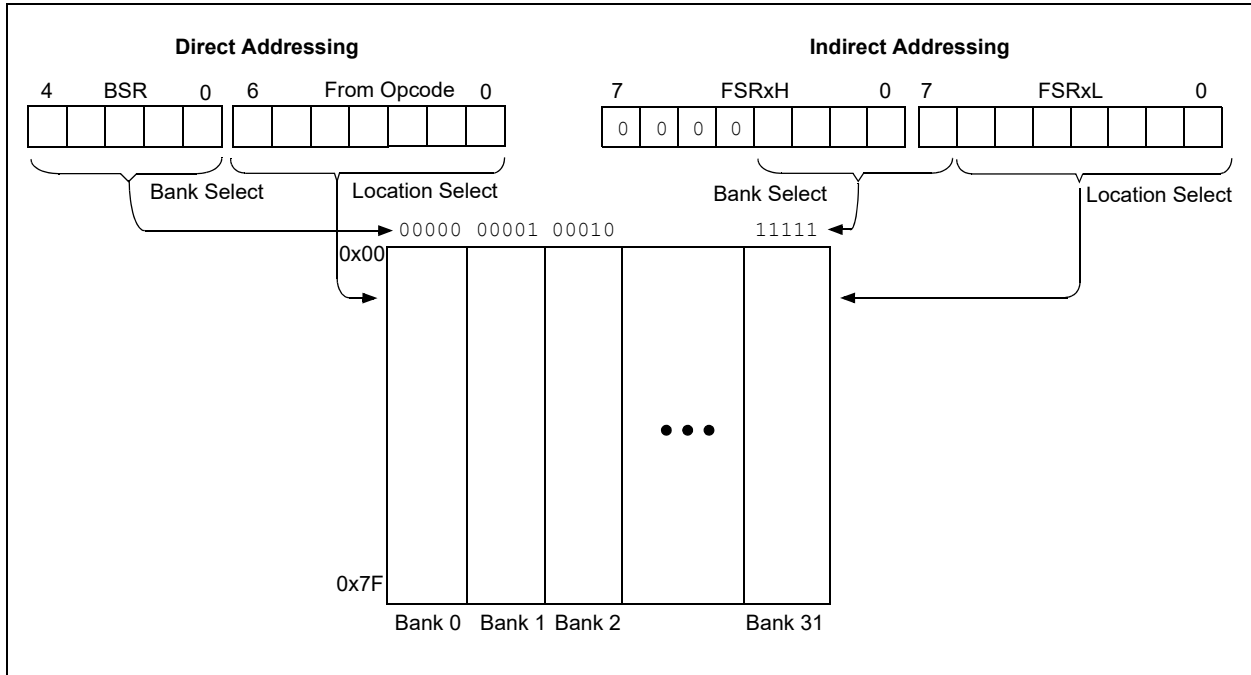 Direct Addressing Indirect Addressing
4 BSR 0 6 From Opcode 0 7 FSRxH 0 7 FSRxL 0
0 0 0 0
Bank Select Location Select Bank Select Location Select
00000 00001 00010 11111
0x00
0x7F
Bank 0 Bank 1 Bank 2 Bank 31